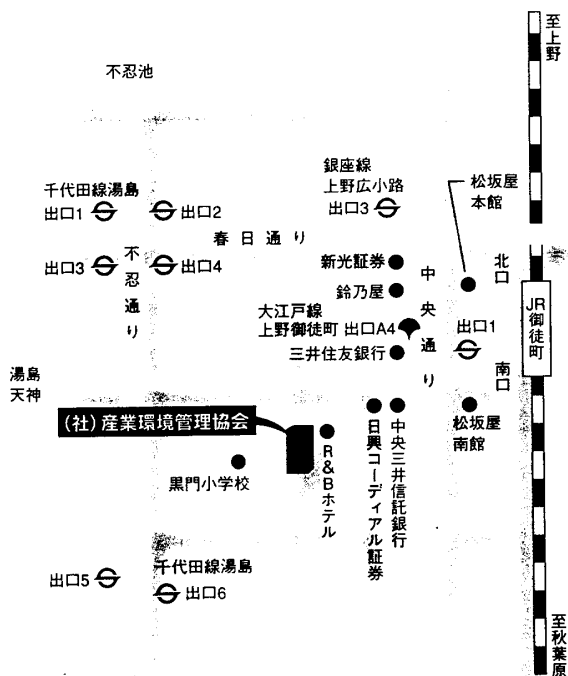 至上野
不忍池
銀座線
上野広小路
出口3
松坂屋
本館
千代田線湯島
出口1
出口2
春日通り
出口3
出口4
不忍通り
新光証券
鈴乃屋
中央通り
北口
JR御徒町
大江戸線
上野御徒町 出口A4
出口1
三井住友銀行
南口
湯島
天神
松坂屋
南館
(社)産業環境管理協会
黒門小学校
R&Bホテル
日興コーディアル証券
中央三井信託銀行
出口5
千代田線湯島
出口6
至秋葉原